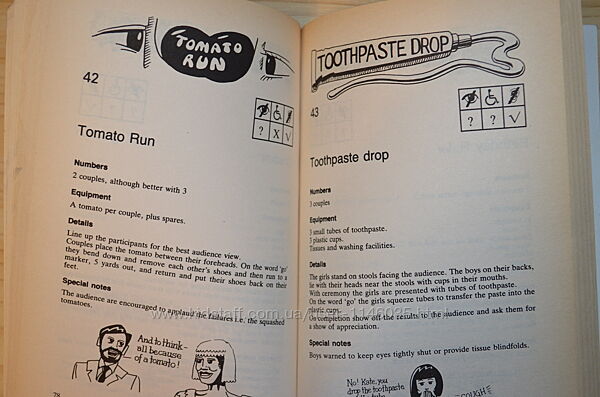 TOMATO RUN
42
? X √
Tomato Run
Numbers
2 couples, although better with 3
Equipment
A tomato per couple, plus spares.
Details
Line up the participants for the best audience view.
Couples place the tomato between their foreheads. On the word 'go'
they bend down and remove each other's shoes and then run to a
marker, 5 yards out, and return and put their shoes back on their
feet.
Special notes
The audience are encouraged to applaud the failures i.e. the squashed
tomatoes.
And to think-
all because
of a tomato!
78
TOOTHPASTE DROP
43
? ? √
Toothpaste drop
Numbers
3 couples
Equipment
3 small tubes of toothpaste.
3 plastic cups.
Tissues and washing facilities.
Details
The girls stand on stools facing the audience. The boys on their backs,
lie with their heads near the stools with cups in their mouths.
With ceremony the girls are presented with tubes of toothpaste.
On the word 'go' the girls squeeze tubes to transfer the paste into the
plastic cups.
On completion show off the results to the audience and ask them for
a show of appreciation.
Special notes
Boys warned to keep eyes tightly shut or provide tissue blindfolds.
No! Kate, you
drop the toothpaste